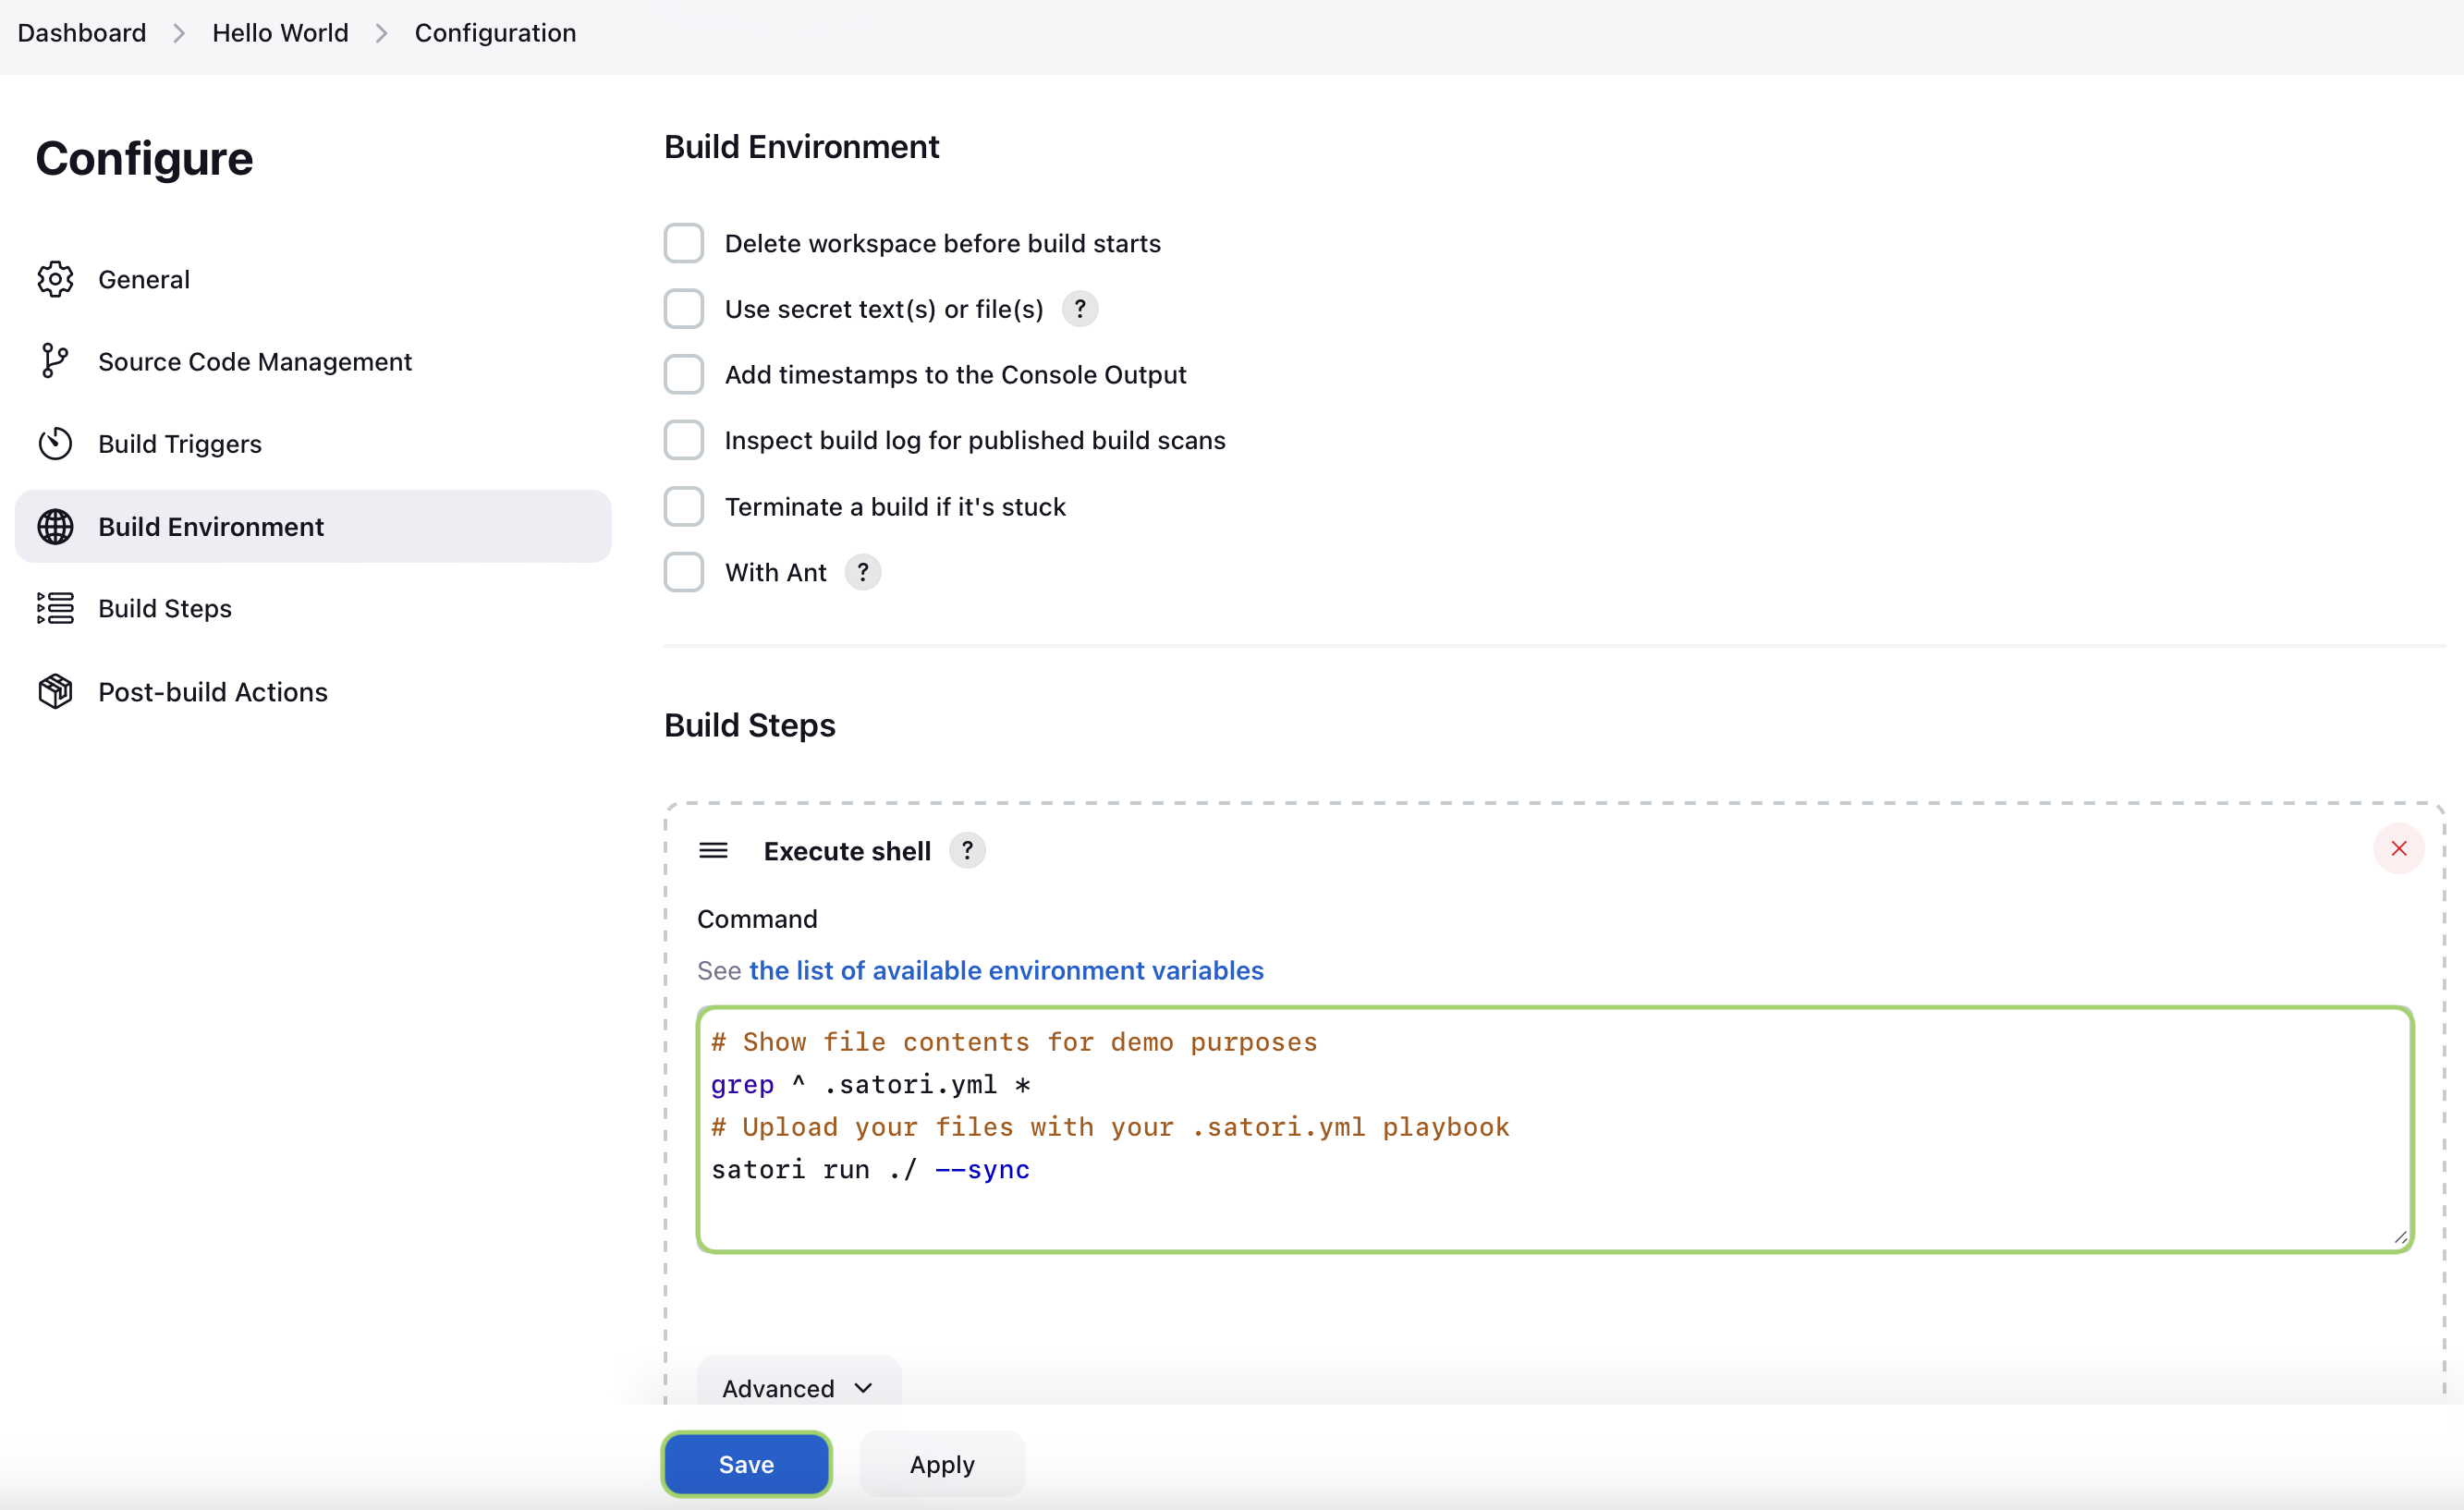 Dashboard > Hello World > Configuration
Configure
General
Source Code Management
Build Triggers
Build Environment
Build Steps
Post-build Actions
Build Environment
Delete workspace before build starts
Use secret text(s) or file(s) ?
Add timestamps to the Console Output
Inspect build log for published build scans
Terminate a build if it's stuck
With Ant ?
Build Steps
Execute shell ?
Command
See the list of available environment variables
# Show file contents for demo purposes
grep ^ .satori.yml *
# Upload your files with your .satori.yml playbook
satori run ./ --sync
Advanced
Save Apply